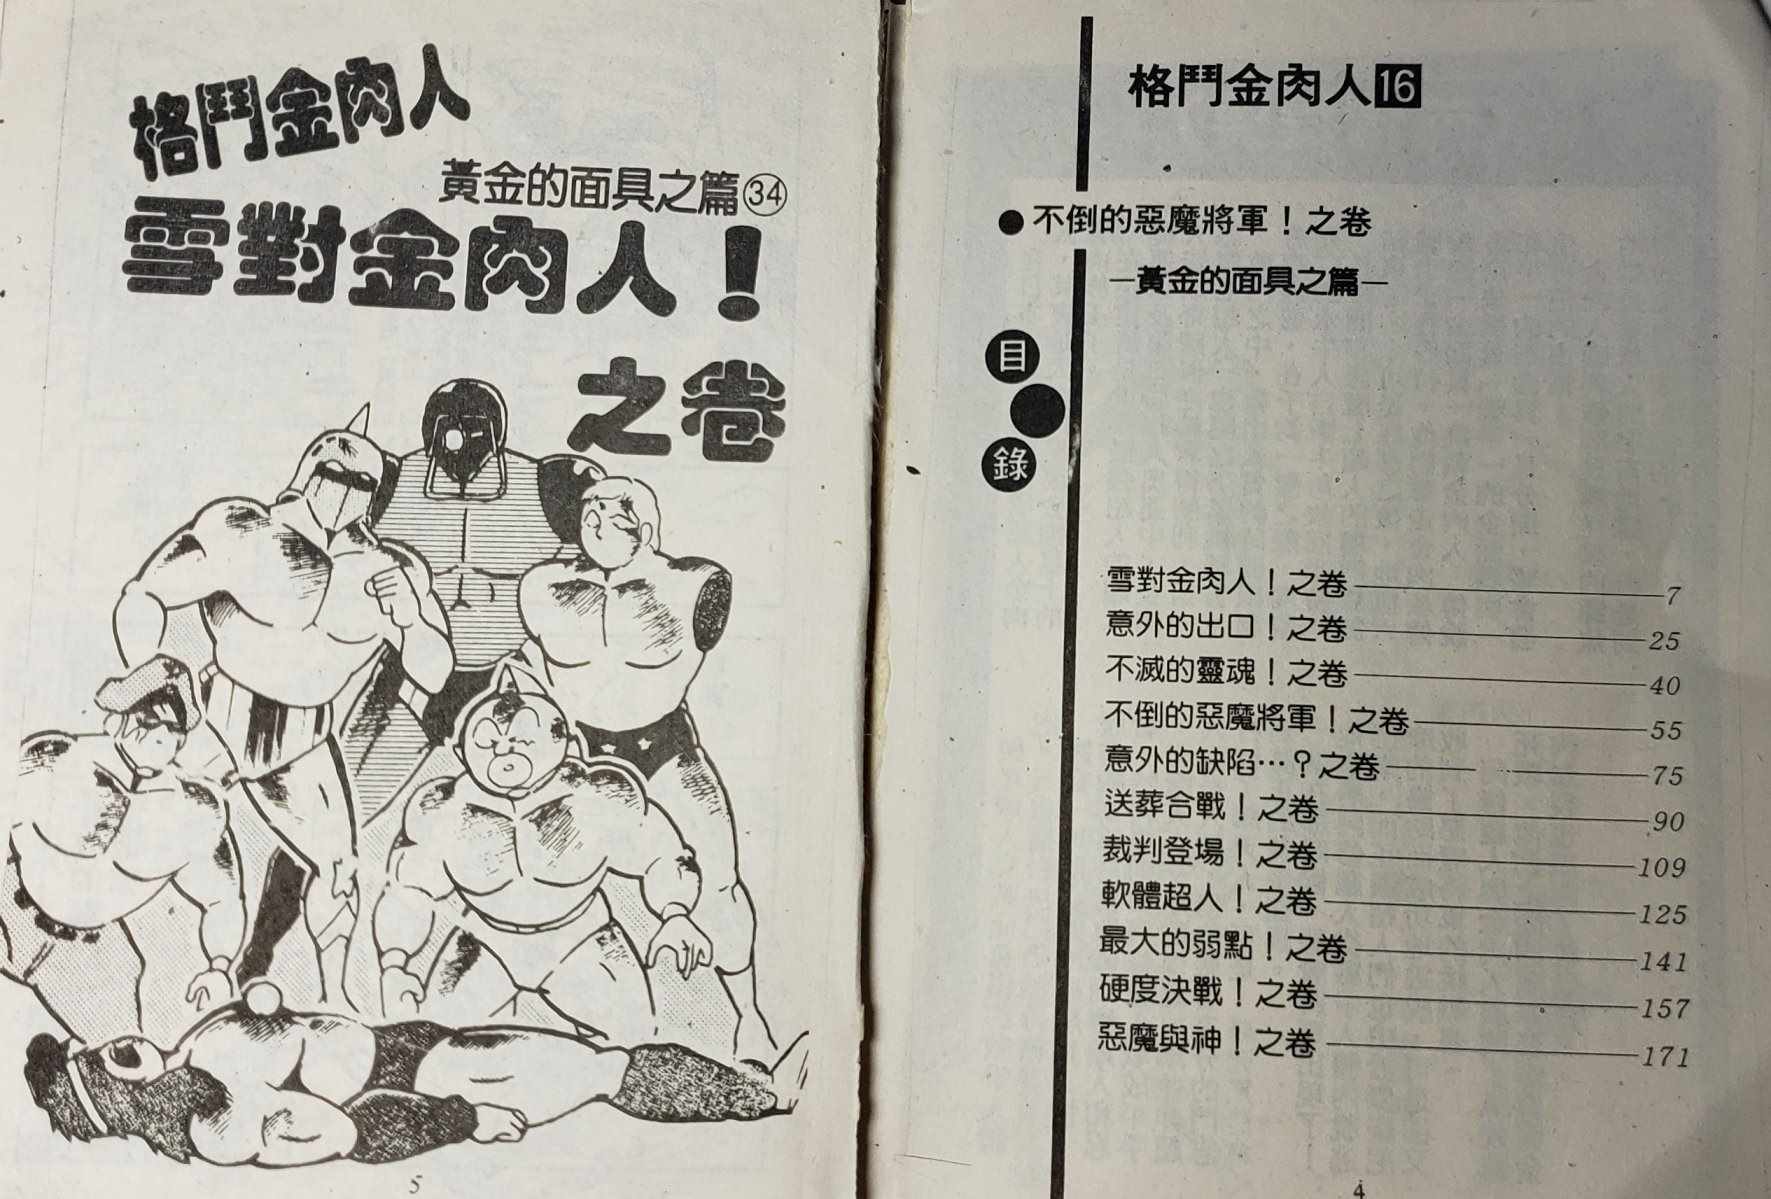 格鬥金肉人16
●不倒的惡魔將軍！之卷
—黃金的面具之篇—
目●錄
雪對金肉人！之卷 7
意外的出口！之卷 25
不滅的靈魂！之卷 40
不倒的惡魔將軍！之卷 55
意外的缺陷…？之卷 75
送葬合戰！之卷 90
裁判登場！之卷 109
軟體超人！之卷 125
最大的弱點！之卷 141
硬度決戰！之卷 157
惡魔與神！之卷 171
4
格鬥金肉人
黃金的面具之篇㉞
雪對金肉人！
之卷
5